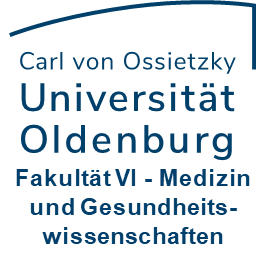 Carl von Ossietzky
Universität
Oldenburg
Fakultät VI - Medizin
und Gesundheits-
wissenschaften